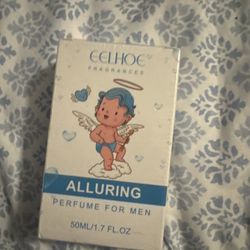 EELHOE
FRAGRANCES
ALLURING
PERFUME FOR MEN
50ML/1.7 FL.OZ